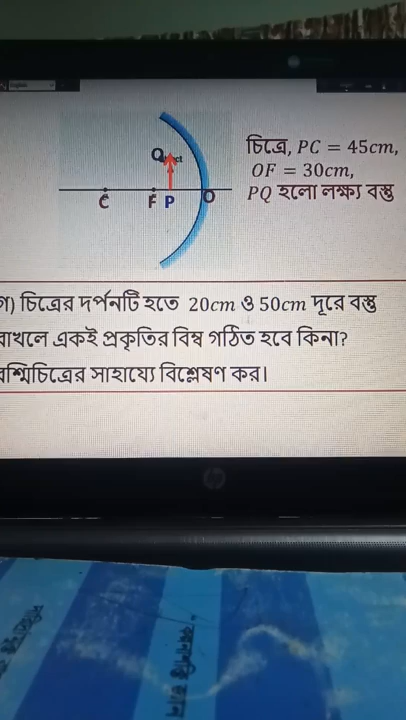 English
Q
C
F P
O
চিত্রে, PC = 45cm,
OF = 30cm,
PQ হলো লক্ষ্য বস্তু
গ) চিত্রের দর্পনটি হতে 20cm ও 50cm দূরে বস্তু
রাখলে একই প্রকৃতির বিম্ব গঠিত হবে কিনা?
রশ্মিচিত্রের সাহায্যে বিশ্লেষণ কর।
hp